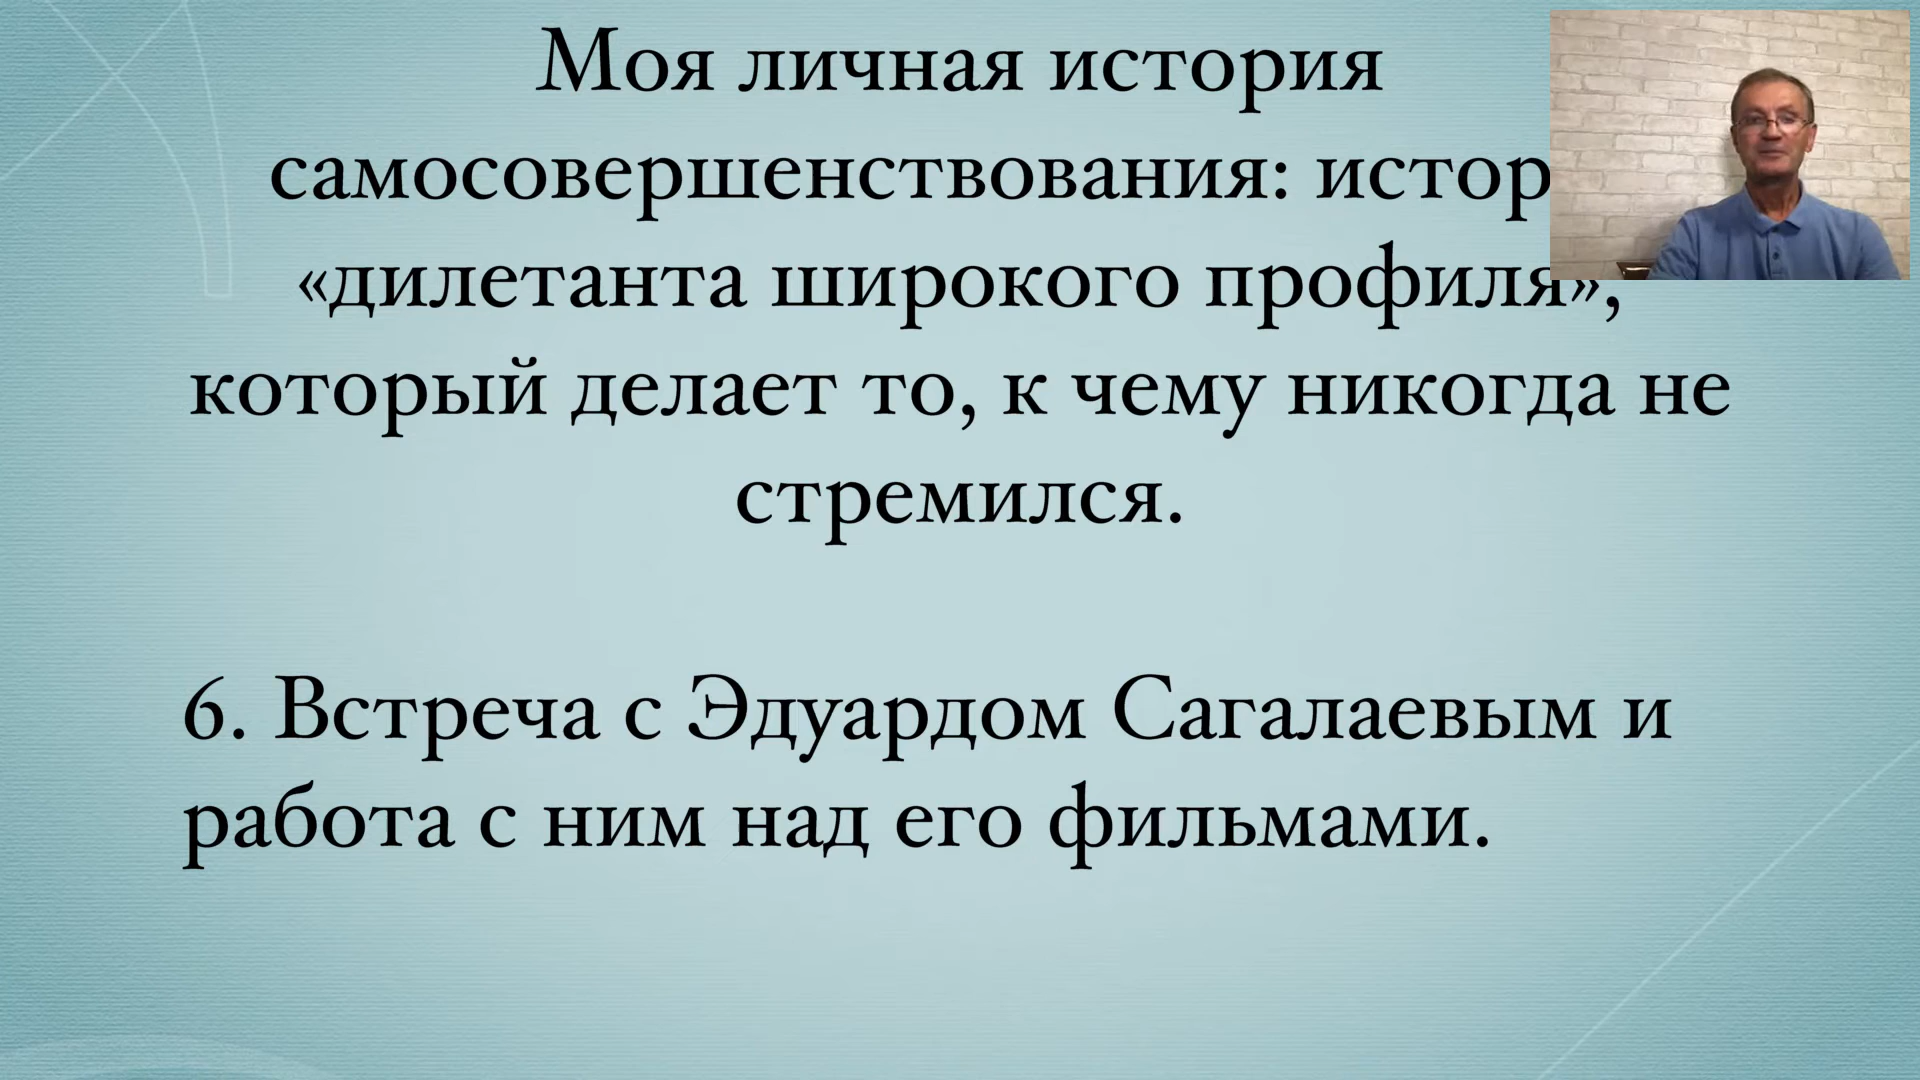 Моя личная история
самосовершенствования: истор
«дилетанта широкого профиля»,
который делает то, к чему никогда не
стремился.
6. Встреча с Эдуардом Сагалаевым и
работа с ним над его фильмами.